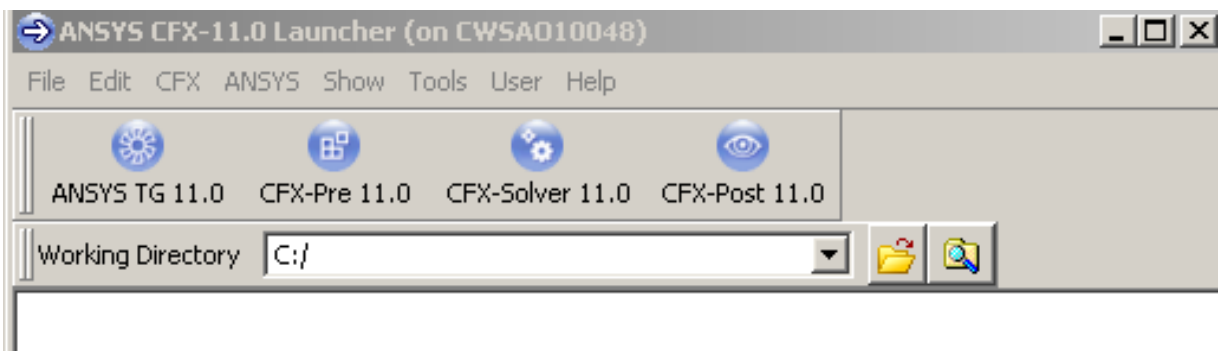 ANSYS CFX-11.0 Launcher (on CWSAO10048)
File Edit CFX ANSYS Show Tools User Help
ANSYS TG 11.0 CFX-Pre 11.0 CFX-Solver 11.0 CFX-Post 11.0
Working Directory C:/